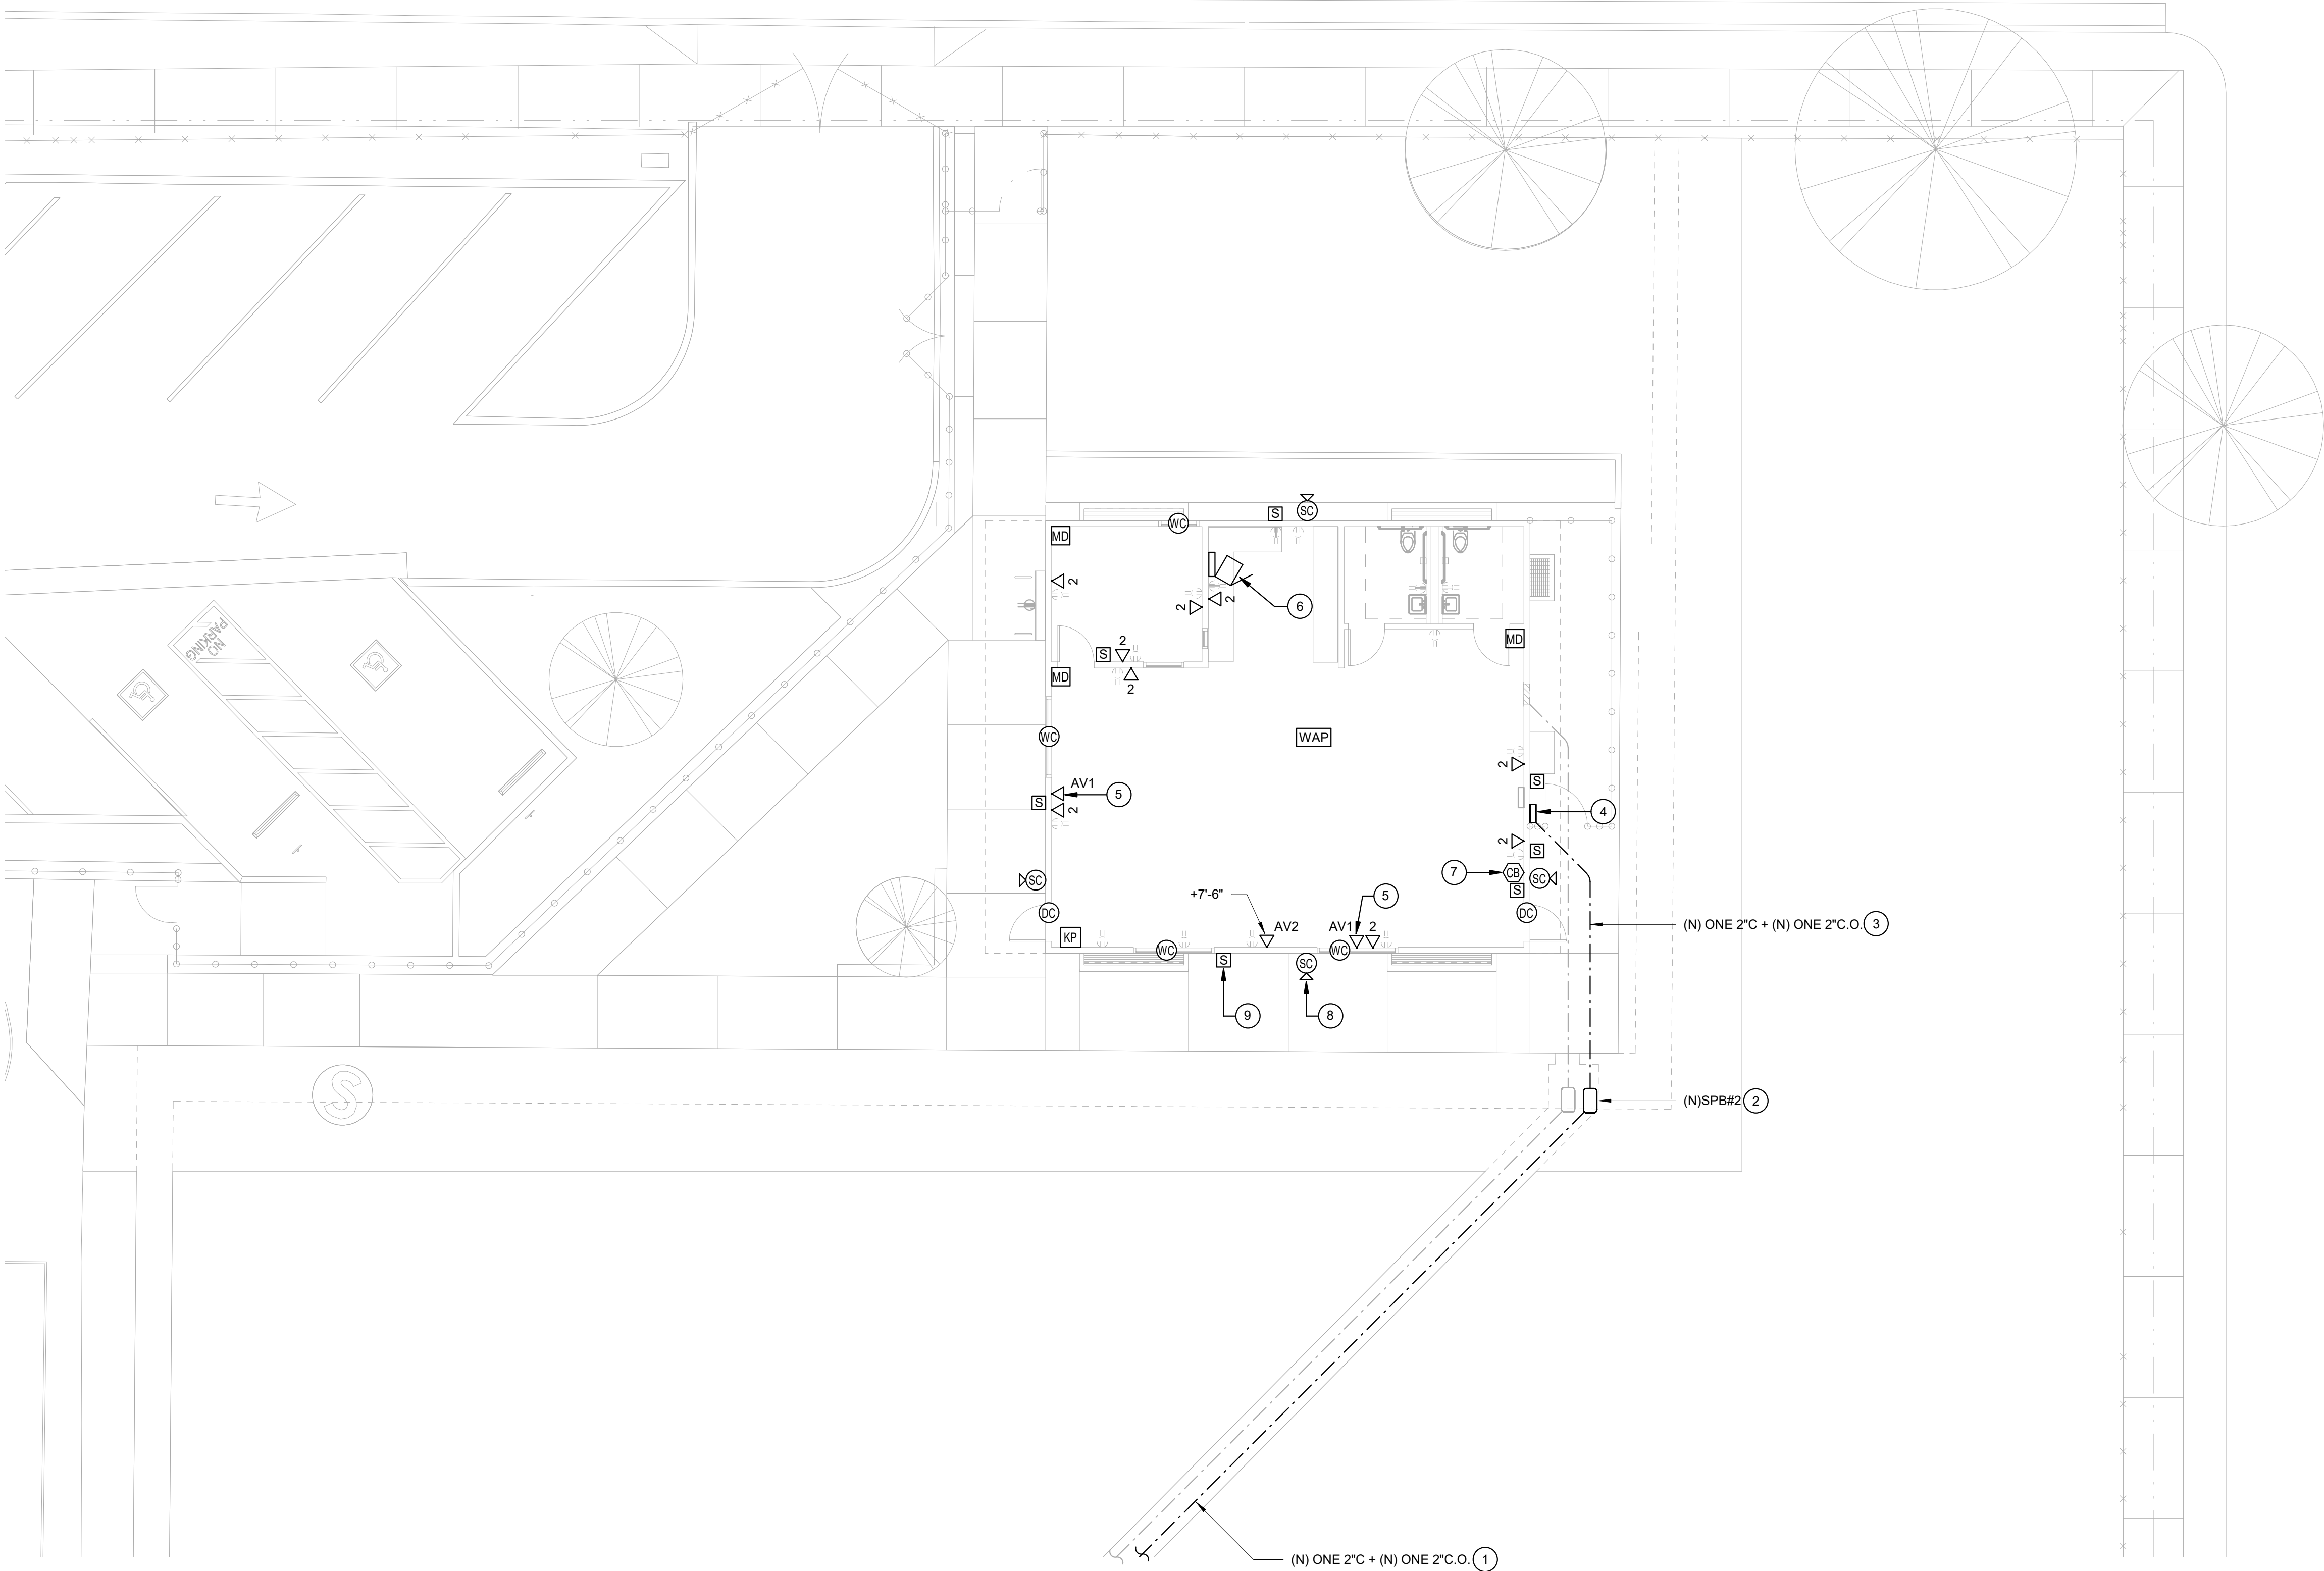 SC
S
WC
MD
2
6
2
2
NO
PARKING
2
S
MD
MD
2
WC
WAP
2
S
AV1
5
S
2
4
2
S
7
CB
SC
SC
S
+7'-6"
5
DC
DC
AV2
AV1
2
(N) ONE 2"C + (N) ONE 2"C.O.
3
KP
WC
WC
S
SC
9
8
S
(N)SPB#2
2
(N) ONE 2"C + (N) ONE 2"C.O.
1